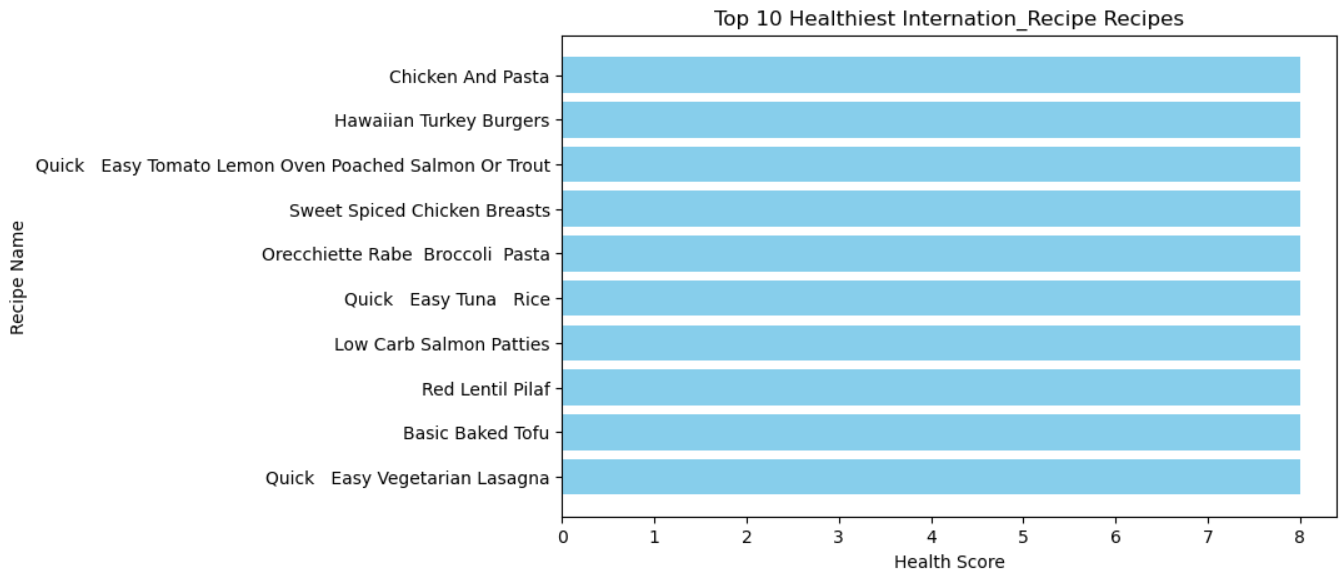 Top 10 Healthiest Internation_Recipe Recipes
Recipe Name
Chicken And Pasta
Hawaiian Turkey Burgers
Quick   Easy Tomato Lemon Oven Poached Salmon Or Trout
Sweet Spiced Chicken Breasts
Orecchiette Rabe  Broccoli  Pasta
Quick   Easy Tuna   Rice
Low Carb Salmon Patties
Red Lentil Pilaf
Basic Baked Tofu
Quick   Easy Vegetarian Lasagna
0 1 2 3 4 5 6 7 8
Health Score